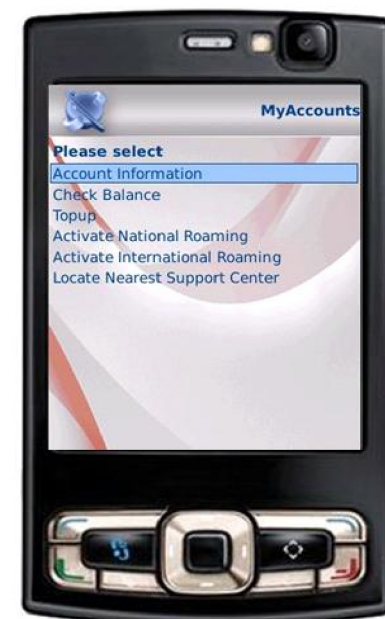 MyAccounts
Please select
Account Information
Check Balance
Topup
Activate National Roaming
Activate International Roaming
Locate Nearest Support Center